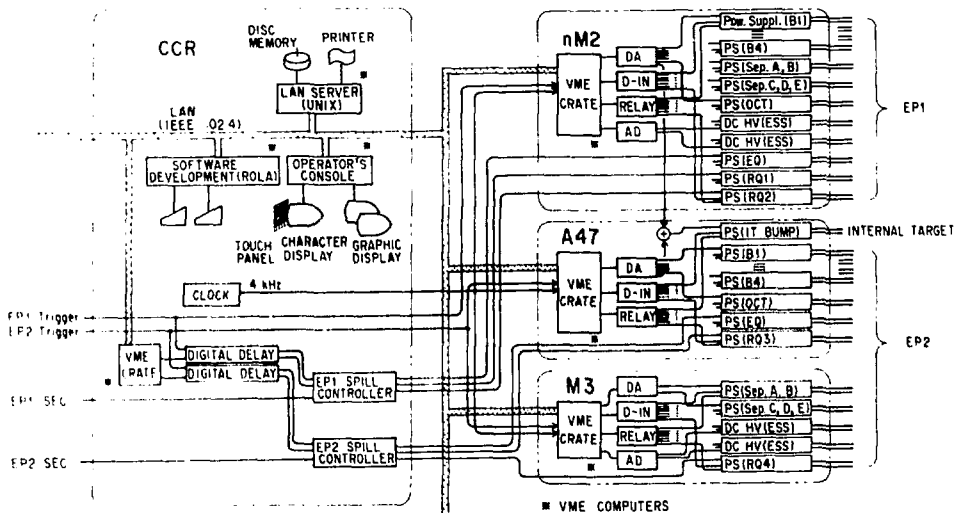 CCR
DISC
MEMORY
PRINTER
LAN SERVER
(UNIX)
LAN
(IEEE 802.4)
SOFTWARE
DEVELOPMENT(ROLA)
OPERATOR'S
CONSOLE
TOUCH
PANEL
CHARACTER
DISPLAY
GRAPHIC
DISPLAY
CLOCK
4 kHz
EP1 Trigger
EP2 Trigger
VME
CRATE
DIGITAL DELAY
DIGITAL DELAY
EP1 SPILL
CONTROLLER
EP1 SEC
EP2 SPILL
CONTROLLER
EP2 SEC
nM2
VME
CRATE
DA
D-IN
RELAY
AD
Pow. Suppl. (B1)
PS(B4)
PS(Sep. A, B)
PS(Sep. C, D, E)
PS(OCT)
DC HV(ESS)
DC HV(ESS)
PS(EQ)
PS(RQ1)
PS(RQ2)
EP1
A47
VME
CRATE
DA
D-IN
RELAY
PS(IT BUMP)
INTERNAL TARGET
PS(B1)
PS(B4)
PS(OCT)
PS(EQ)
PS(RQ3)
EP2
M3
VME
CRATE
DA
D-IN
RELAY
AD
PS(Sep. A, B)
PS(Sep. C, D, E)
DC HV(ESS)
DC HV(ESS)
PS(RQ4)
※ VME COMPUTERS